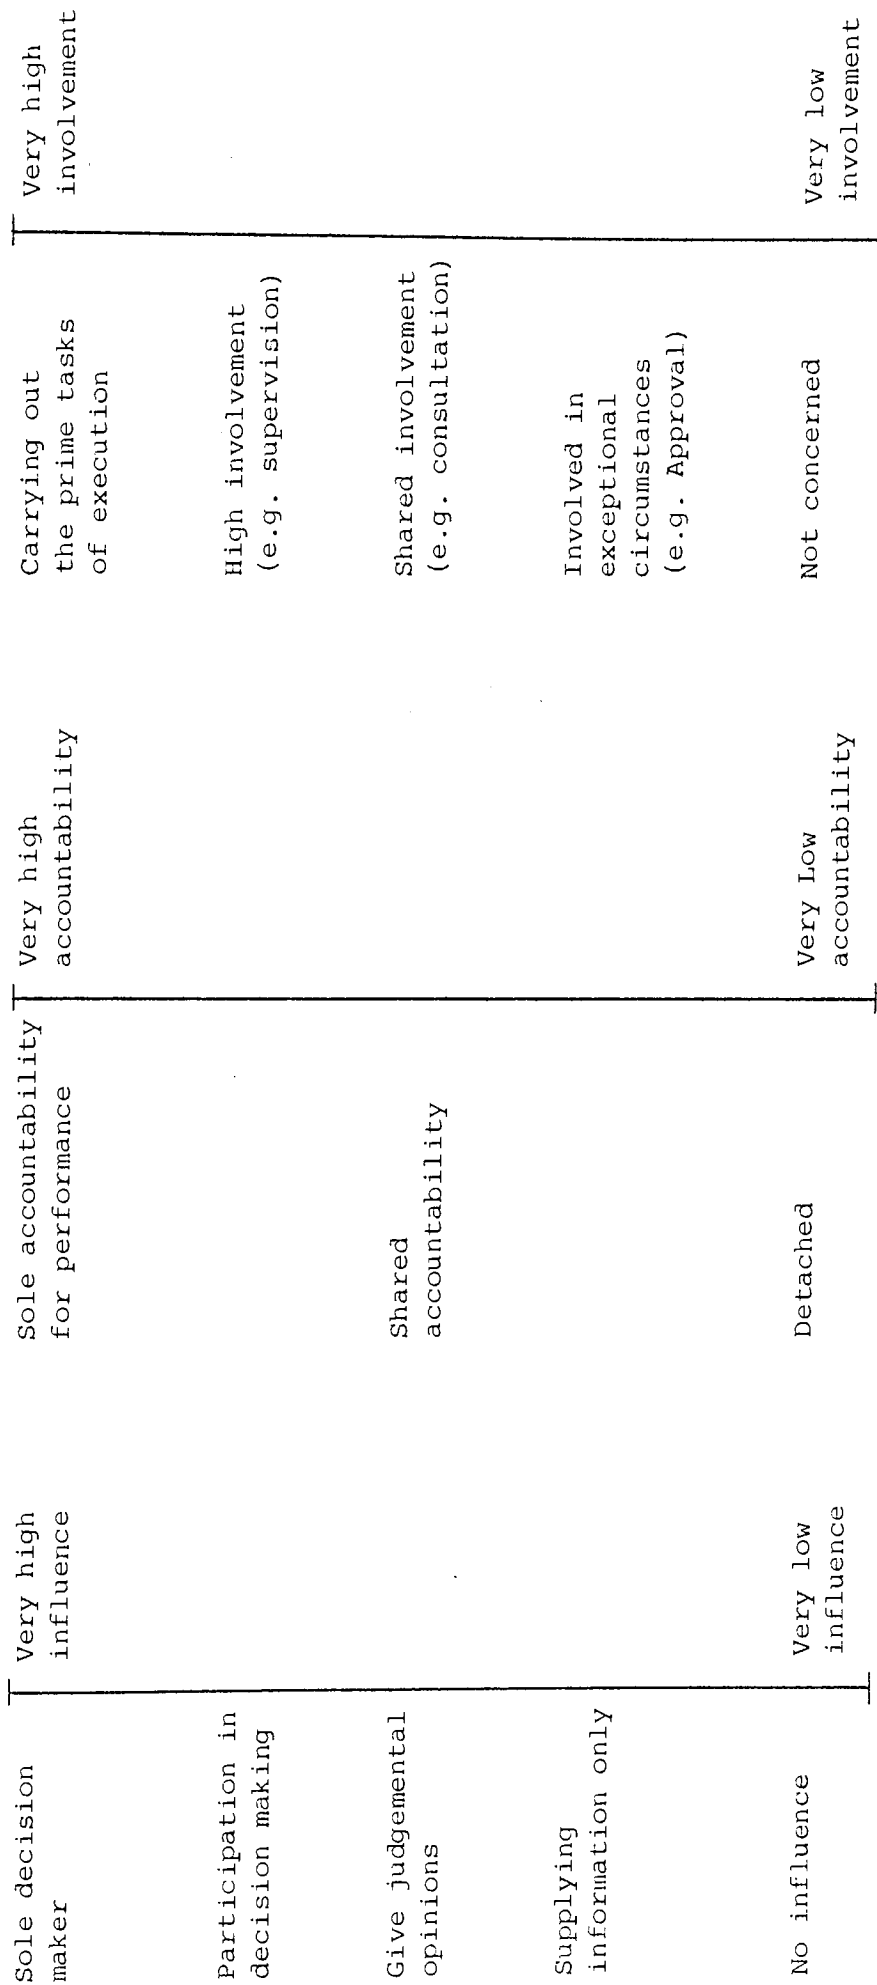 Sole decision
maker
Participation in
decision making
Give judgemental
opinions
Supplying
information only
No influence
Very high
influence
Very low
influence
Sole accountability
for performance
Shared
accountability
Detached
Very high
accountability
Very Low
accountability
Carrying out
the prime tasks
of execution
High involvement
(e.g. supervision)
Shared involvement
(e.g. consultation)
Involved in
exceptional
circumstances
(e.g. Approval)
Not concerned
Very high
involvement
Very low
involvement